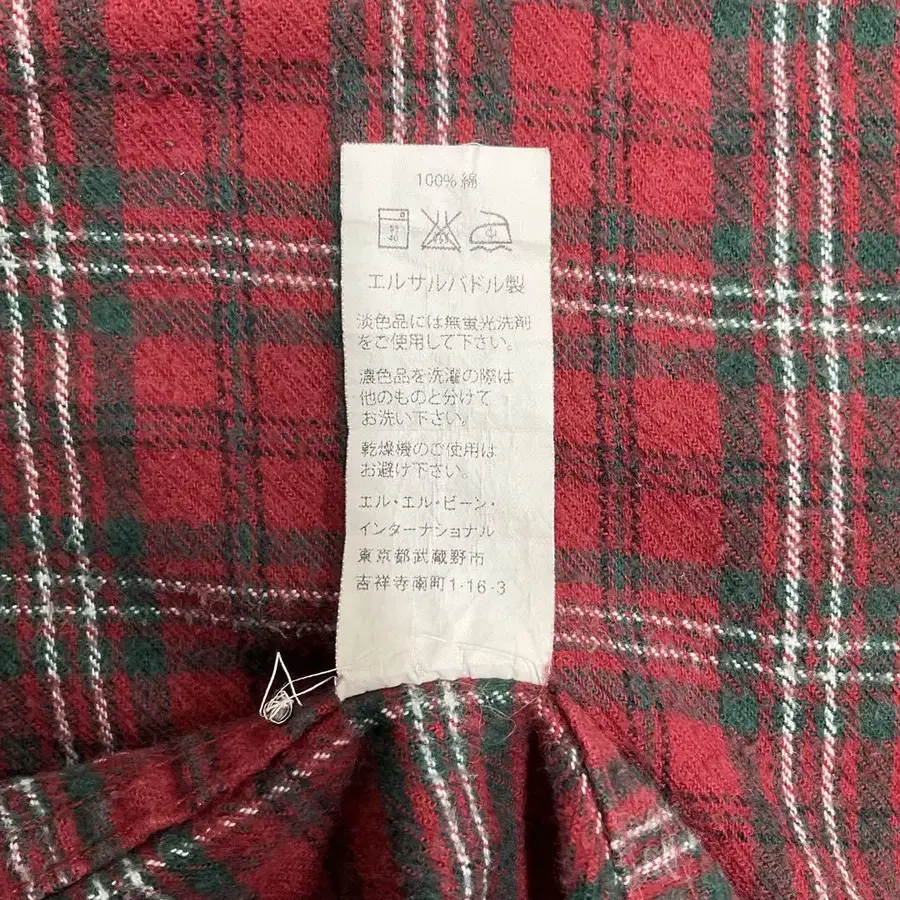 100% 綿
40
エルサルバドル製
淡色品には無蛍光洗剤
をご使用して下さい。
濃色品を洗濯の際は
他のものと分けて
お洗い下さい。
乾燥機のご使用は
お避け下さい。
エル・エル・ビーン・
インターナショナル
東京都武蔵野市
吉祥寺南町1-16-3